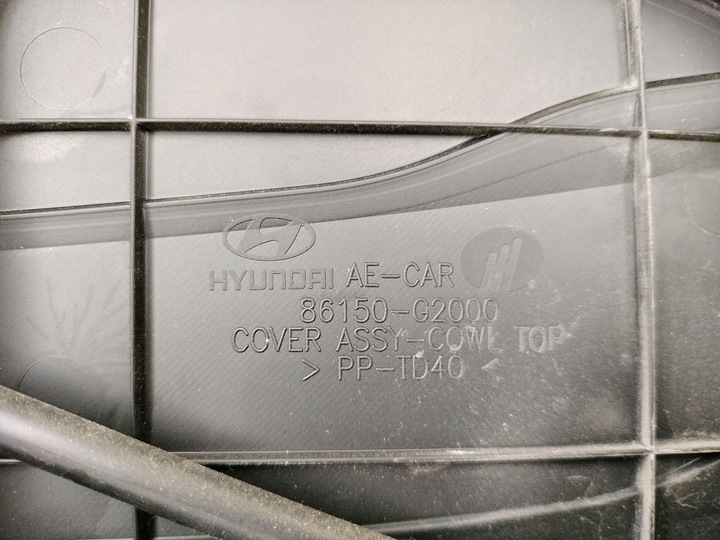 HYUNDAI AE-CAR
86150-G2000
COVER ASSY-COWL TOP
> PP-TD40 <